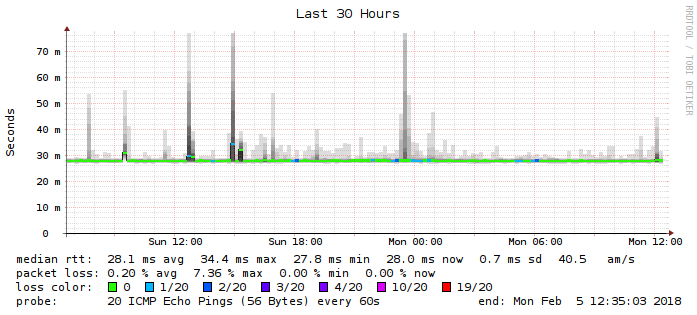 Last 30 Hours
RRDTOOL / TOBI OETIKER
Seconds
70 m
60 m
50 m
40 m
30 m
20 m
10 m
0
Sun 12:00 Sun 18:00 Mon 00:00 Mon 06:00 Mon 12:00
median rtt: 28.1 ms avg 34.4 ms max 27.8 ms min 28.0 ms now 0.7 ms sd 40.5 am/s
packet loss: 0.20 % avg 7.36 % max 0.00 % min 0.00 % now
loss color: 0 1/20 2/20 3/20 4/20 10/20 19/20
probe: 20 ICMP Echo Pings (56 Bytes) every 60s end: Mon Feb 5 12:35:03 2018